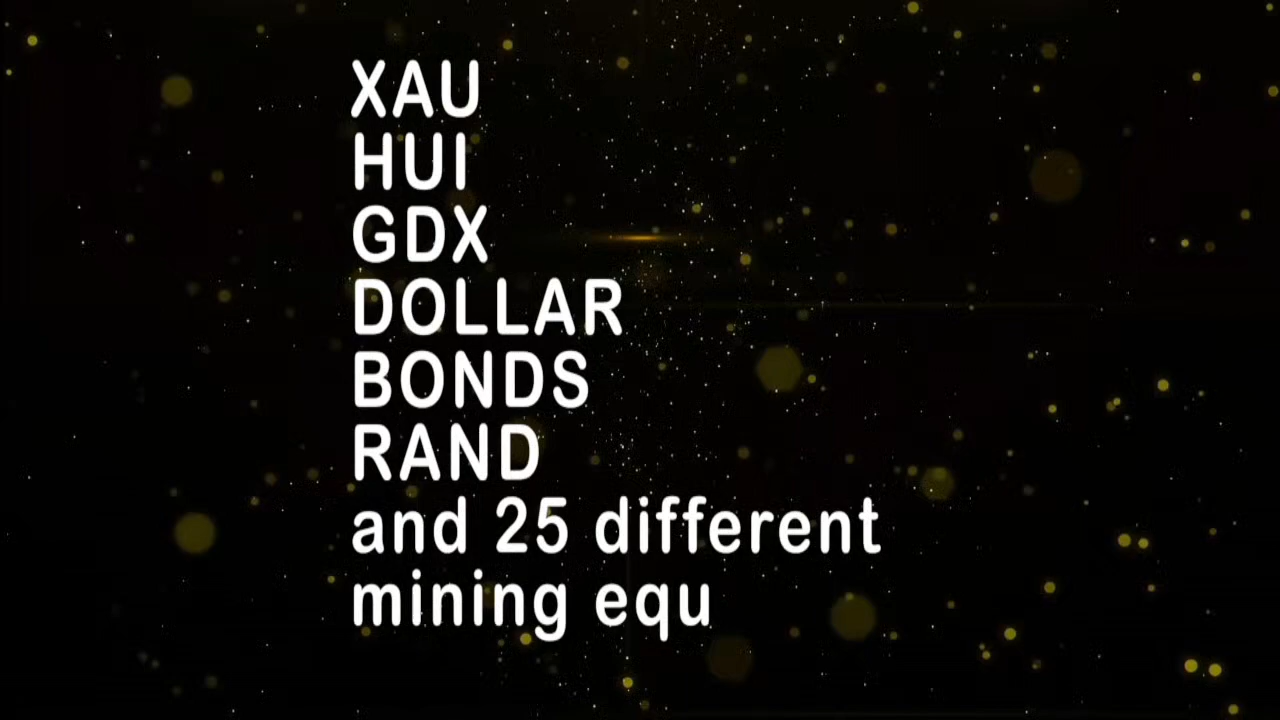 XAU
HUI
GDX
DOLLAR
BONDS
RAND
and 25 different
mining equ